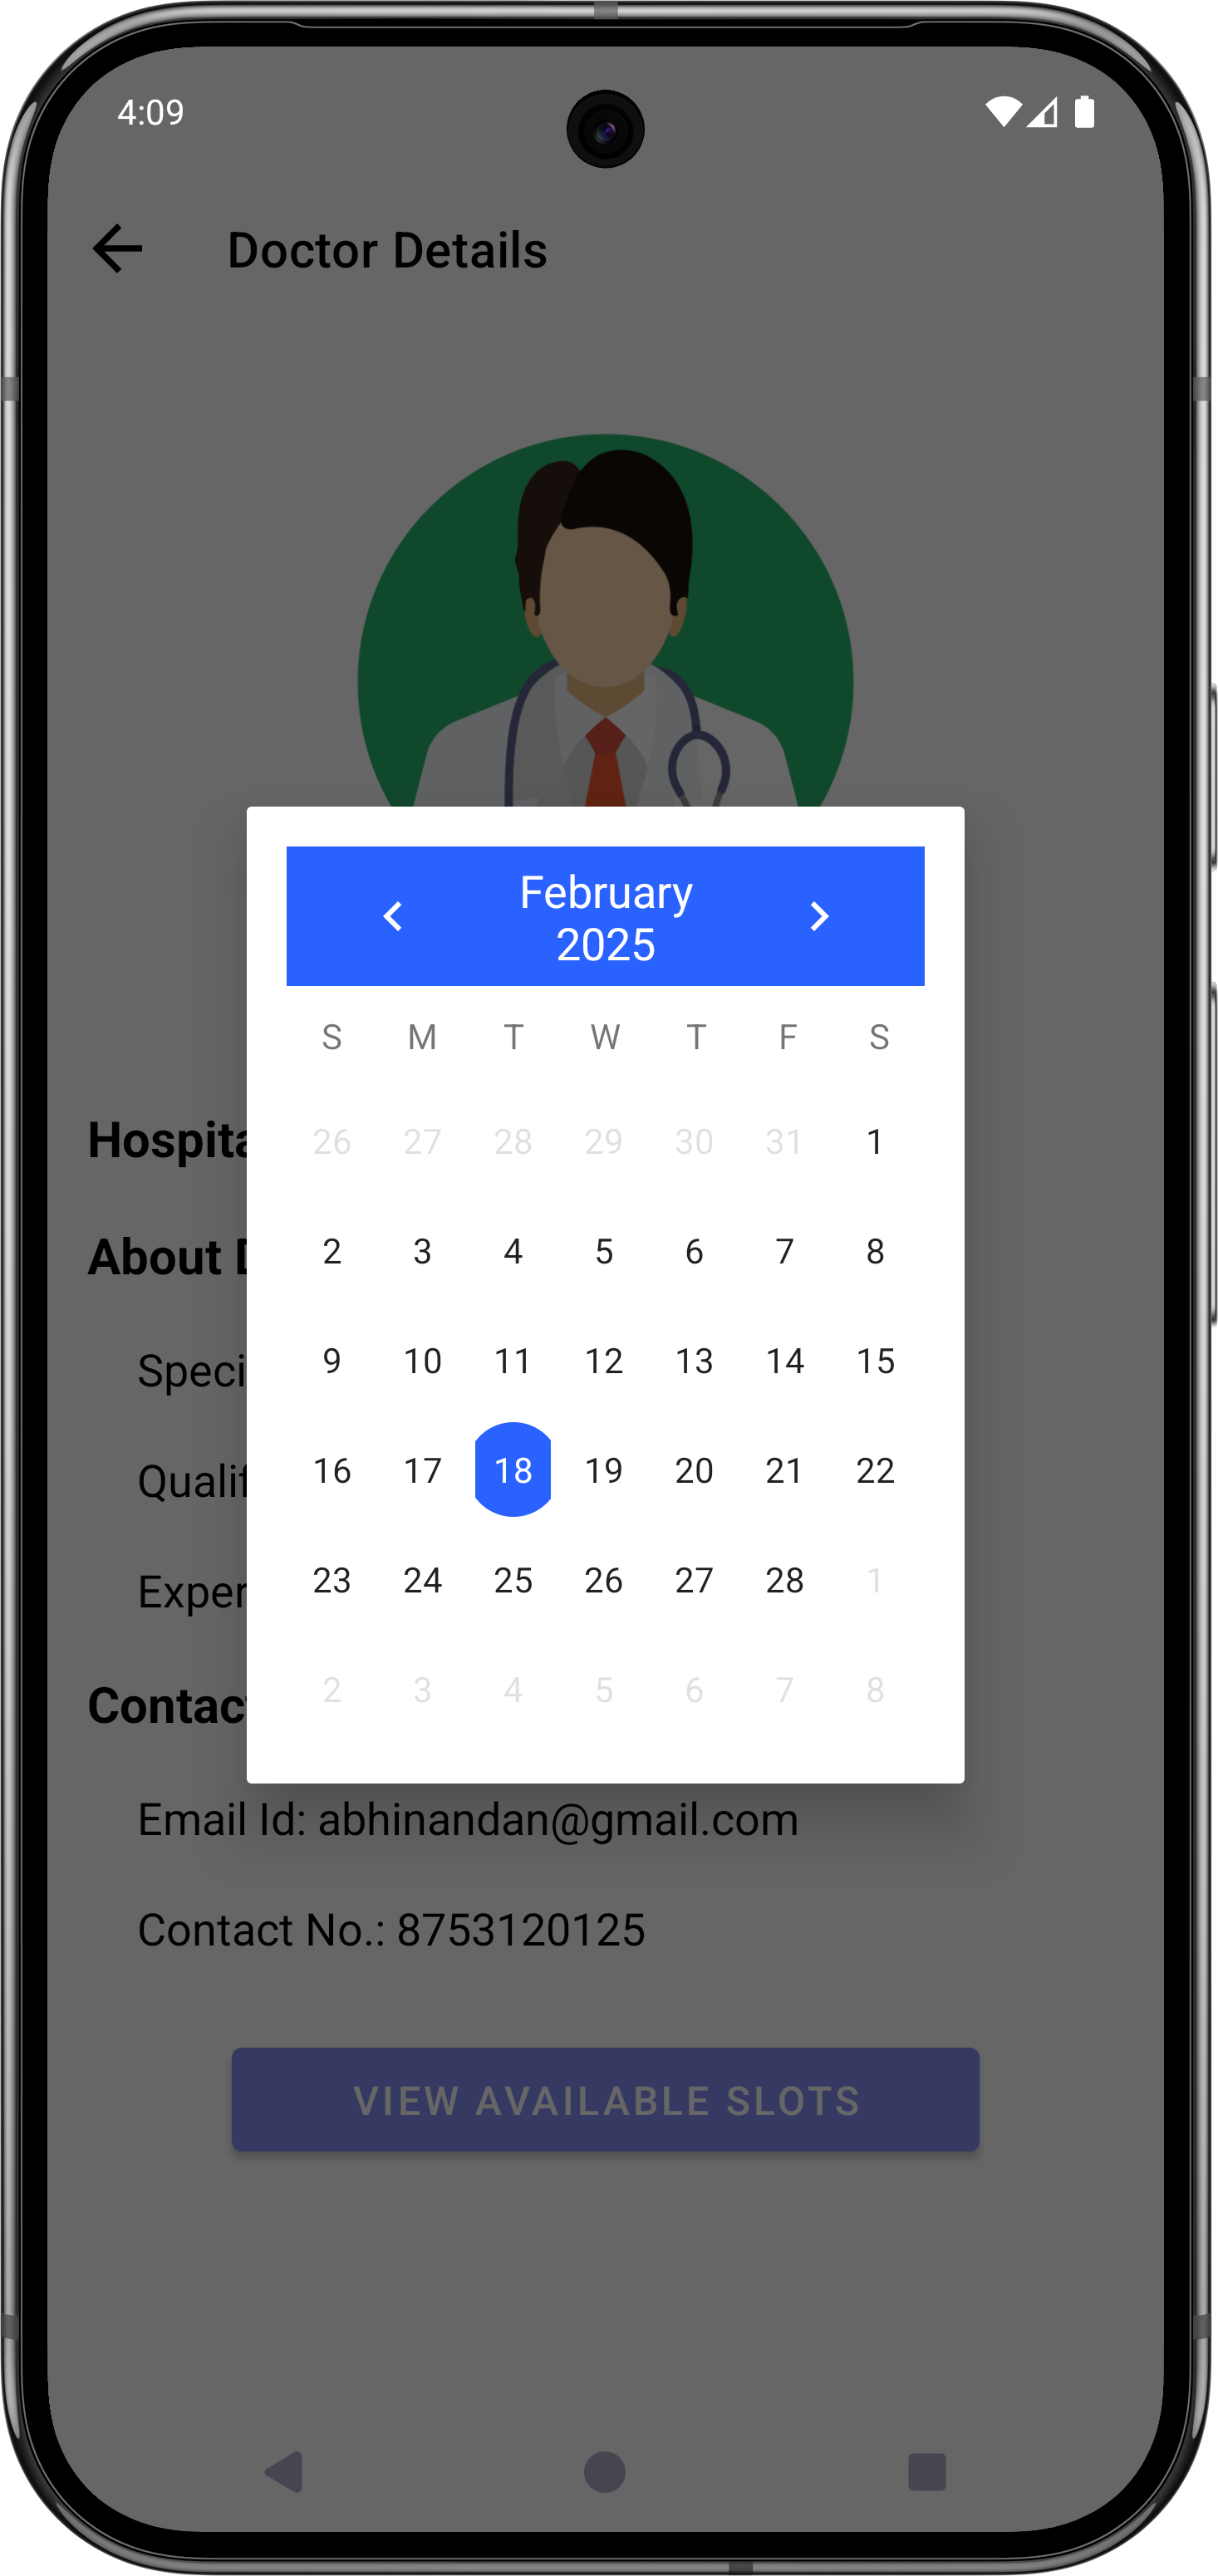 4:09
Doctor Details
February
2025
S M T W T F S
26 27 28 29 30 31 1
2 3 4 5 6 7 8
9 10 11 12 13 14 15
16 17 18 19 20 21 22
23 24 25 26 27 28 1
2 3 4 5 6 7 8
Email Id: abhinandan@gmail.com
Contact No.: 8753120125
VIEW AVAILABLE SLOTS